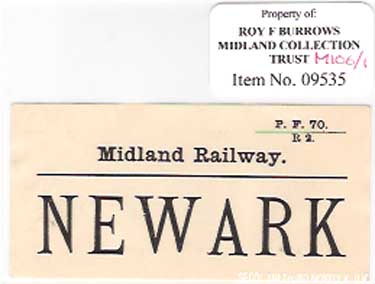 Property of:
ROY F BURROWS
MIDLAND COLLECTION
TRUST M106/1
Item No. 09535
P. F. 70.
R 2.
Midland Railway.
NEWARK